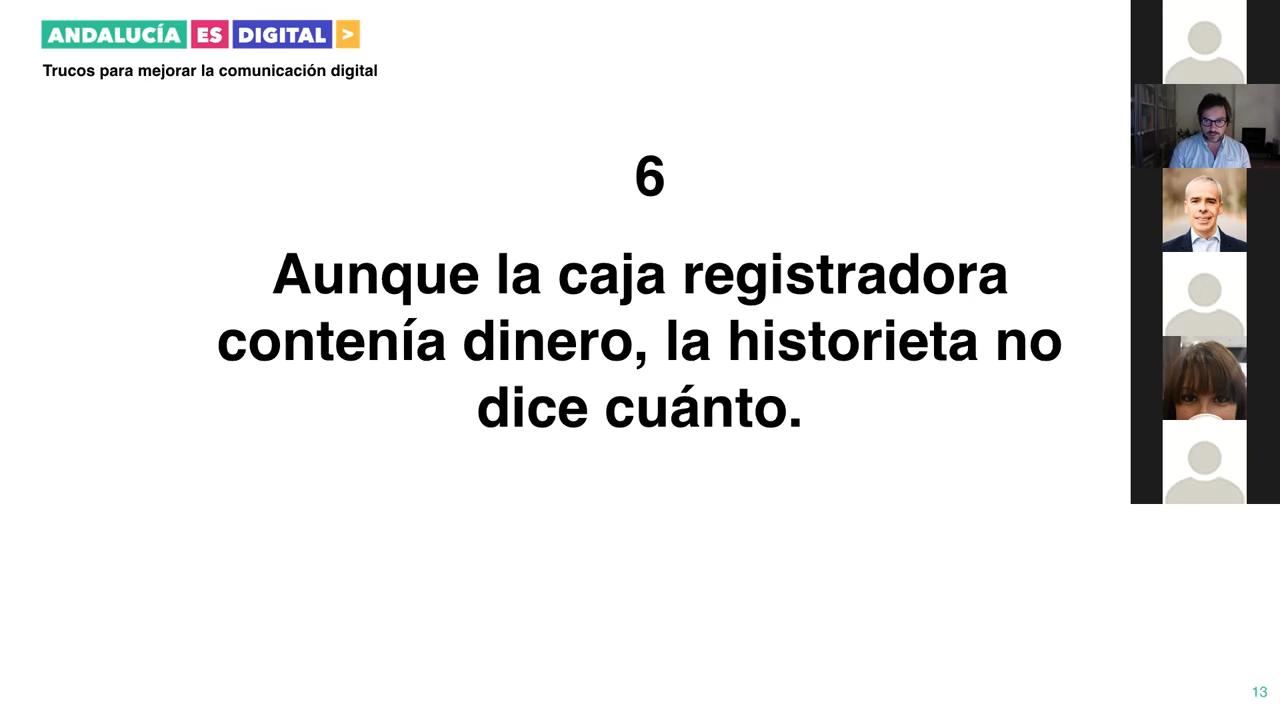 ANDALUCÍA ES DIGITAL >
Trucos para mejorar la comunicación digital
6
Aunque la caja registradora
contenía dinero, la historieta no
dice cuánto.
13